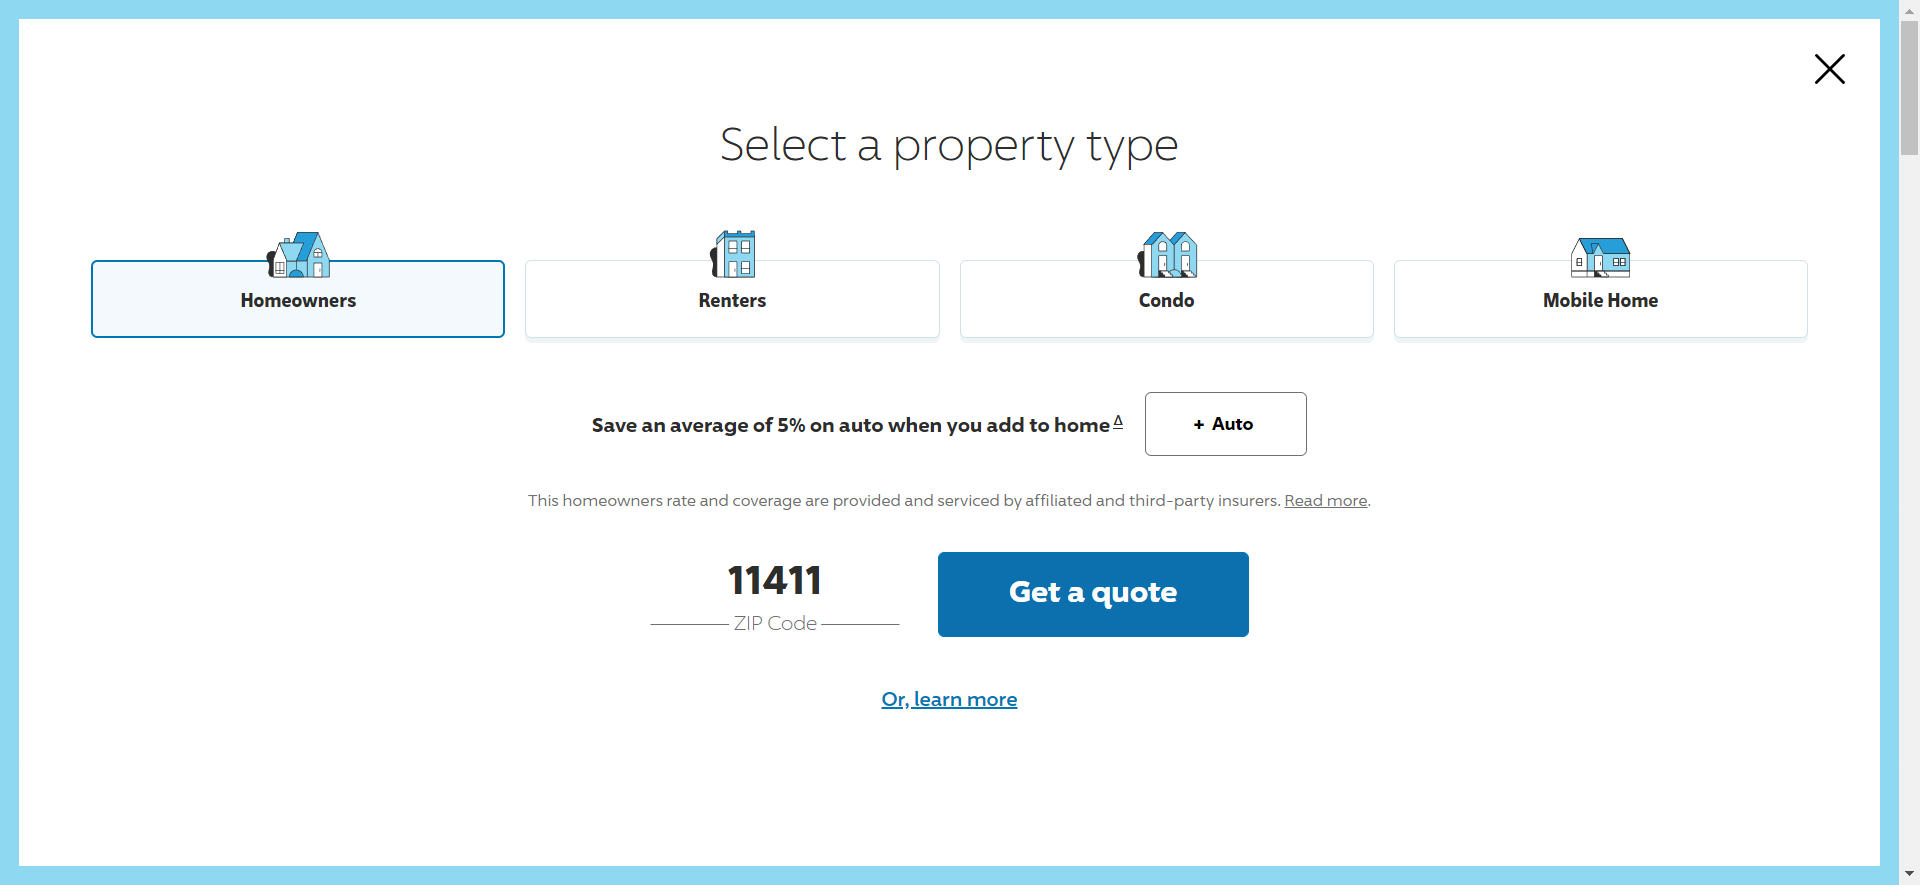 Select a property type
Homeowners
Renters
Condo
Mobile Home
Save an average of 5% on auto when you add to home Δ
+ Auto
This homeowners rate and coverage are provided and serviced by affiliated and third-party insurers. Read more.
11411
ZIP Code
Get a quote
Or, learn more